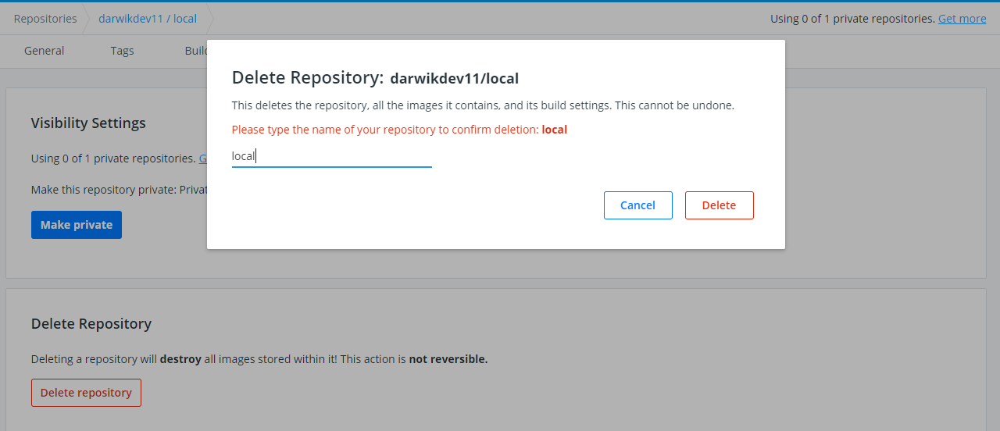 Repositories darwikdev11 / local Using 0 of 1 private repositories. Get more
General Tags Build
Delete Repository: darwikdev11/local
This deletes the repository, all the images it contains, and its build settings. This cannot be undone.
Please type the name of your repository to confirm deletion: local
local
Cancel Delete
Visibility Settings
Using 0 of 1 private repositories. G
Make this repository private: Privat
Make private
Delete Repository
Deleting a repository will destroy all images stored within it! This action is not reversible.
Delete repository